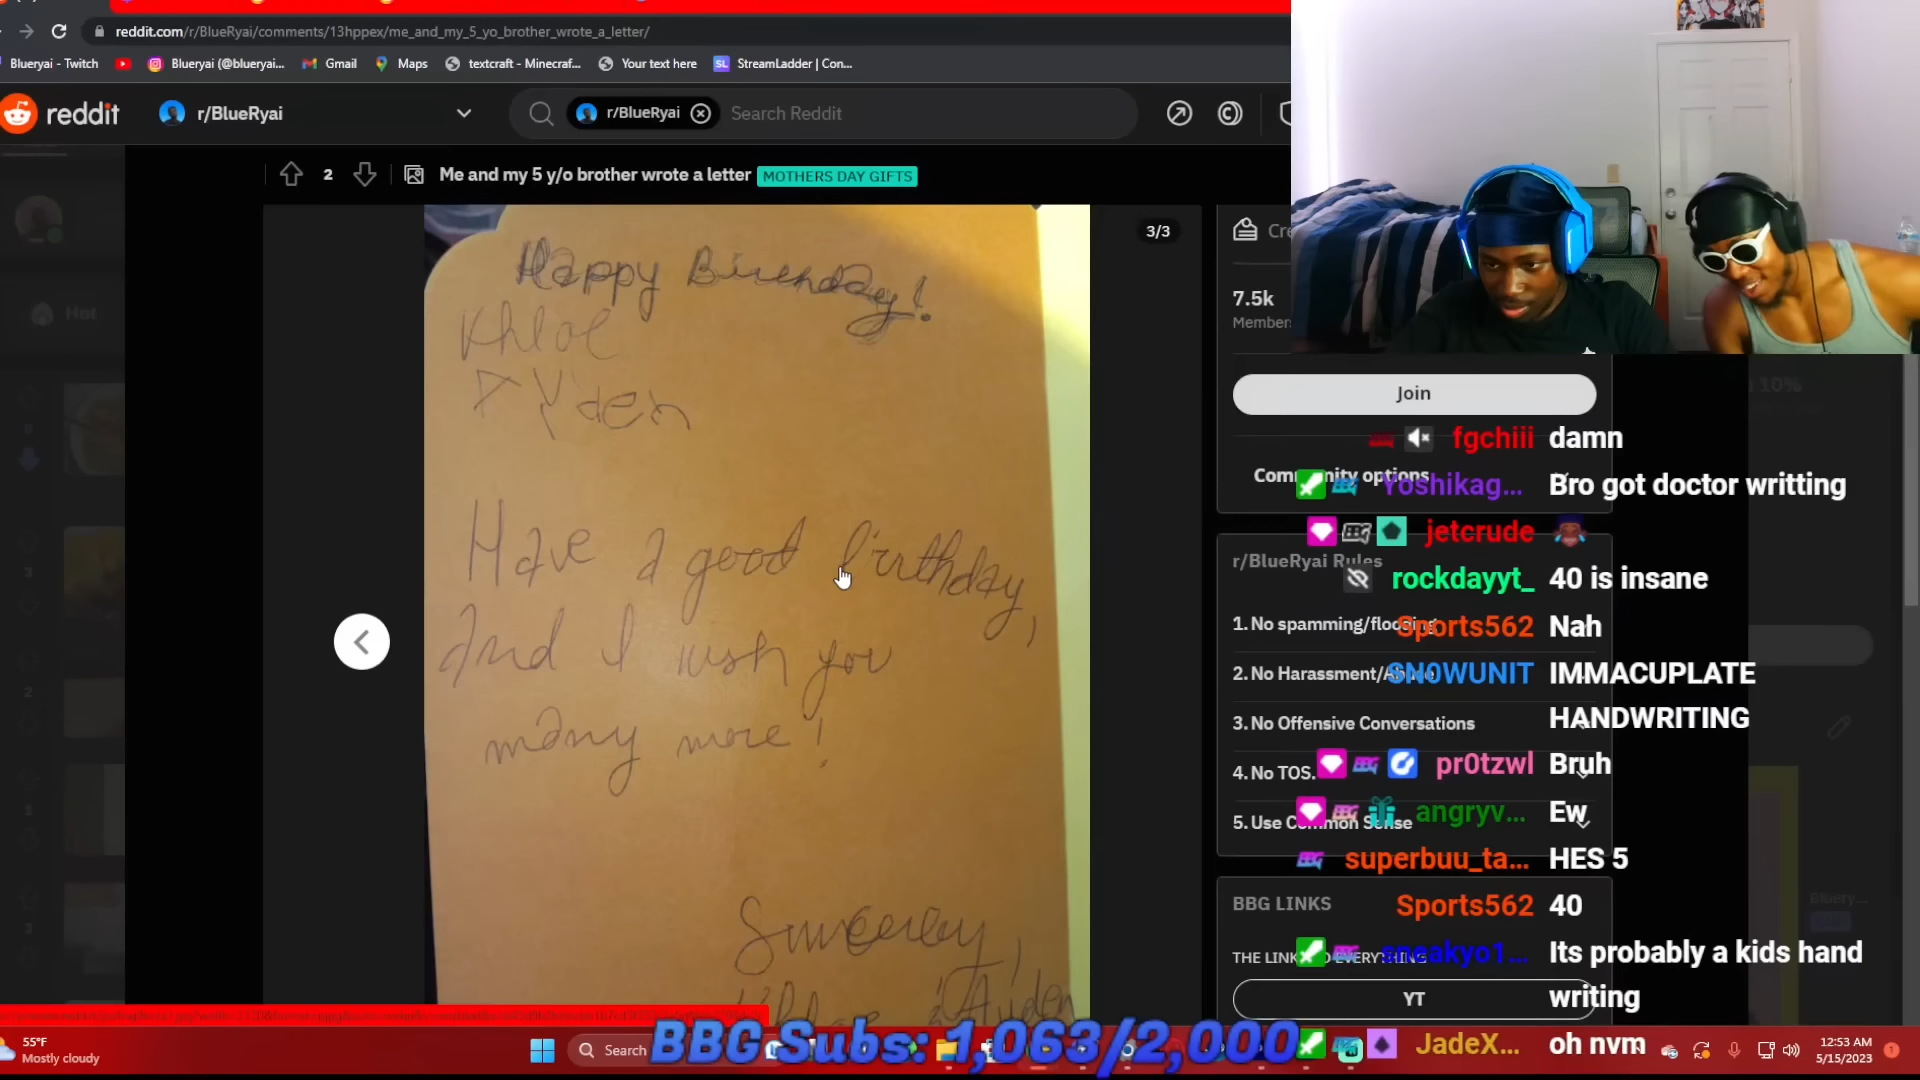 reddit.com/r/BlueRyai/comments/13hppex/me_and_my_5_yo_brother_wrote_a_letter/
Blueryai - Twitch
Blueryai (@blueryai...
Gmail
Maps
textcraft - Minecraf...
Your text here
SL StreamLadder | Con...
reddit
r/BlueRyai
r/BlueRyai
Search Reddit
2
Me and my 5 y/o brother wrote a letter MOTHERS DAY GIFTS
3/3
Happy Birthday!
Khloe
Ayden
Have a good birthday,
and I wish you
many more!
Sincerely,
Ayden
Hot
7.5k
Members
Join
Community options
r/BlueRyai Rules
1. No spamming/flooding
2. No Harassment/
3. No Offensive Conversations
4. No TOS.
5. Use Common Sense
BBG LINKS
YT
fgchiii damn
Yoshikag... Bro got doctor writting
jetcrude
rockdayyt_ 40 is insane
Sports562 Nah
SN0WUNIT IMMACUPLATE
HANDWRITING
pr0tzwl Bruh
angryv... Ew
superbuu_ta... HES 5
Sports562 40
sneakyo1... Its probably a kids hand
writing
JadeX... oh nvm
BBG Subs: 1,063/2,000
55°F
Mostly cloudy
Search
12:53 AM
5/15/2023